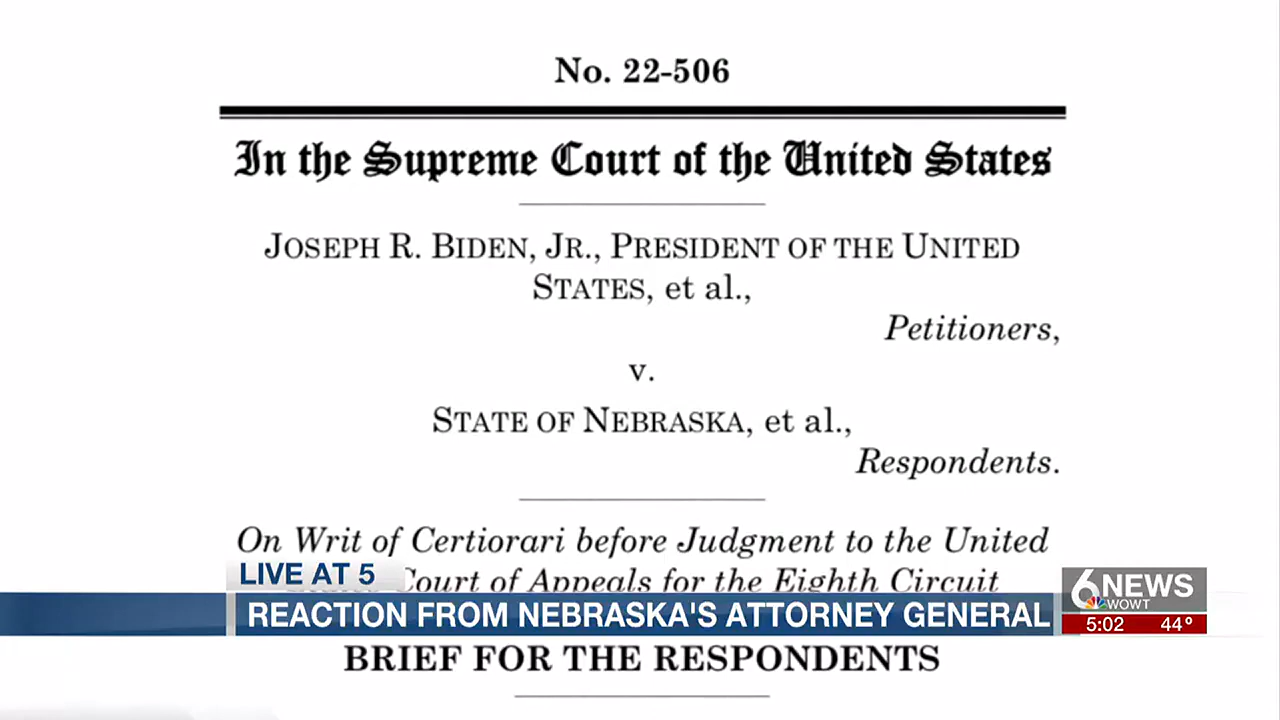 No. 22-506
In the Supreme Court of the United States
JOSEPH R. BIDEN, JR., PRESIDENT OF THE UNITED
STATES, et al.,
Petitioners,
v.
STATE OF NEBRASKA, et al.,
Respondents.
On Writ of Certiorari before Judgment to the United
Court of Appeals for the Eighth Circuit
LIVE AT 5
REACTION FROM NEBRASKA'S ATTORNEY GENERAL
6 NEWS
WOWT
5:02 44°
BRIEF FOR THE RESPONDENTS